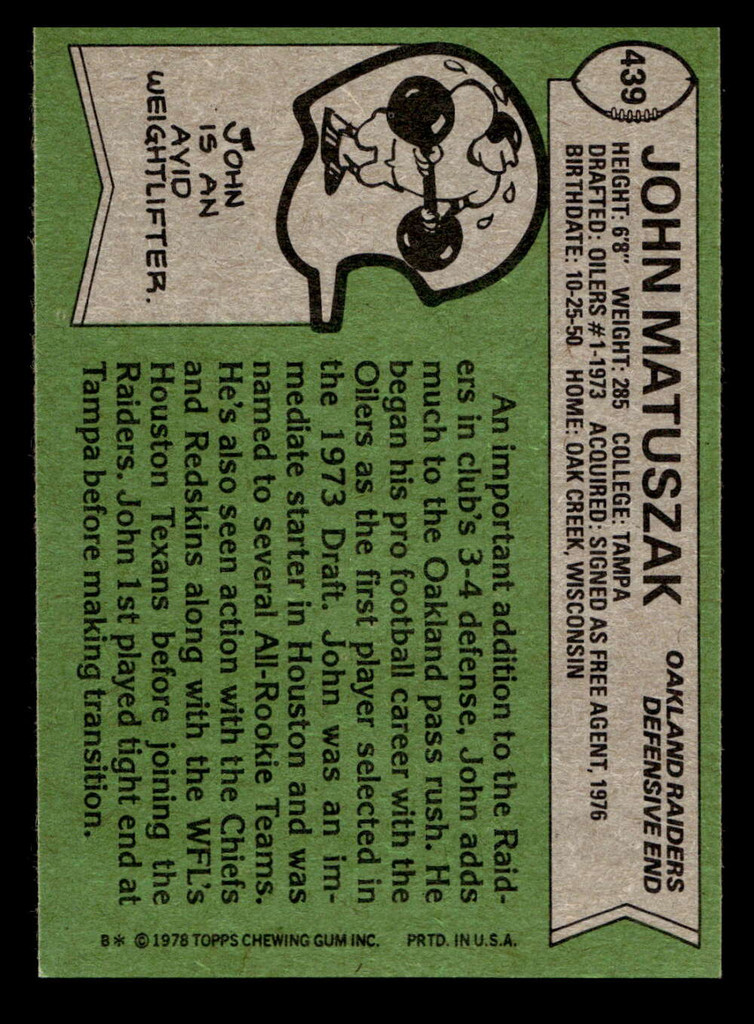 439
JOHN MATUSZAK
OAKLAND RAIDERS
DEFENSIVE END
HEIGHT: 6'8" WEIGHT: 285 COLLEGE: TAMPA
DRAFTED: OILERS #1-1973 ACQUIRED: SIGNED AS FREE AGENT, 1976
BIRTHDATE: 10-25-50 HOME: OAK CREEK, WISCONSIN
JOHN
IS AN
AVID
WEIGHTLIFTER.
An important addition to the Raid-
ers in club's 3-4 defense, John adds
much to the Oakland pass rush. He
began his pro football career with the
Oilers as the first player selected in
the 1973 Draft. John was an im-
mediate starter in Houston and was
named to several All-Rookie Teams.
He's also seen action with the Chiefs
and Redskins along with the WFL's
Houston Texans before joining the
Raiders. John 1st played tight end at
Tampa before making transition.
B* © 1978 TOPPS CHEWING GUM INC. PRTD. IN U.S.A.